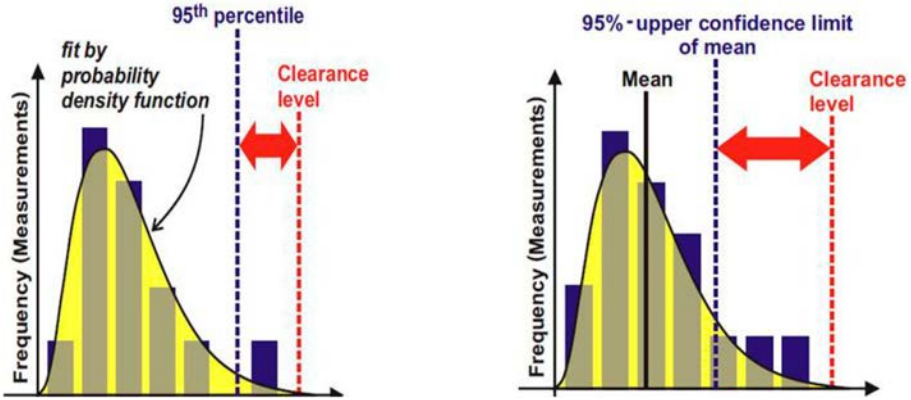 95th percentile
fit by
probability
density function
Clearance
level
Frequency (Measurements)
95%-upper confidence limit
of mean
Mean
Clearance
level
Frequency (Measurements)